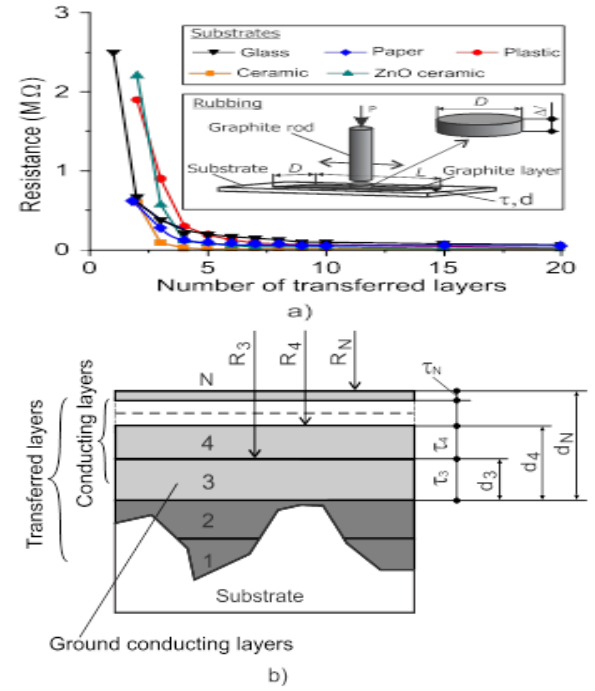 3
2
1
0
Resistance (MΩ)
Substrates
Glass
Paper
Plastic
Ceramic
ZnO ceramic
Rubbing
P
D
Δl
Graphite rod
Substrate
D
L
Graphite layer
τ,d
0
5
10
15
20
Number of transferred layers
a)
R3
R4
RN
τN
N
Transferred layers
Conducting layers
4
τ4
d4
dN
3
τ3
d3
2
1
Substrate
Ground conducting layers
b)